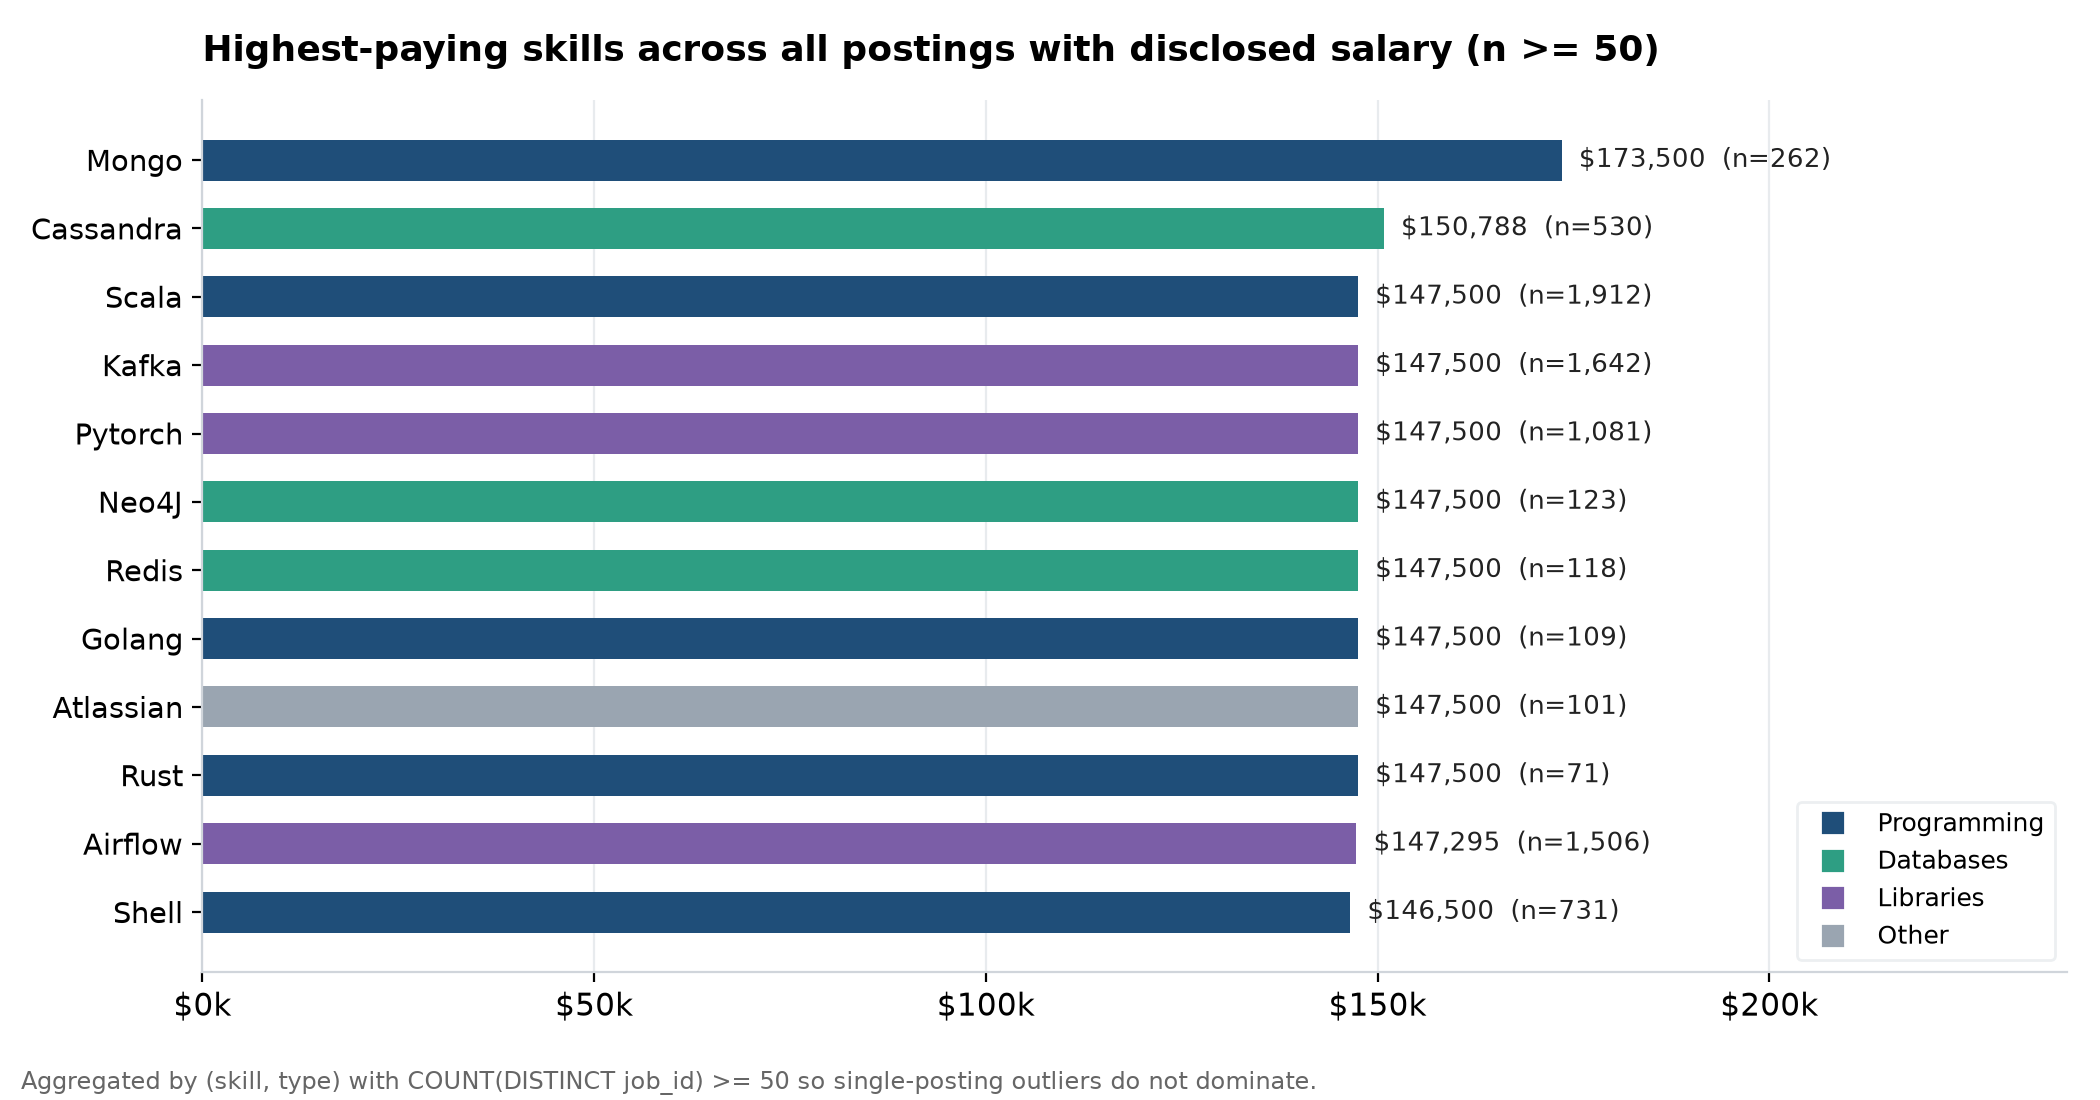 Highest-paying skills across all postings with disclosed salary (n >= 50)
Mongo $173,500 (n=262)
Cassandra $150,788 (n=530)
Scala $147,500 (n=1,912)
Kafka $147,500 (n=1,642)
Pytorch $147,500 (n=1,081)
Neo4J $147,500 (n=123)
Redis $147,500 (n=118)
Golang $147,500 (n=109)
Atlassian $147,500 (n=101)
Rust $147,500 (n=71)
Airflow $147,295 (n=1,506)
Shell $146,500 (n=731)
Programming
Databases
Libraries
Other
$0k $50k $100k $150k $200k
Aggregated by (skill, type) with COUNT(DISTINCT job_id) >= 50 so single-posting outliers do not dominate.